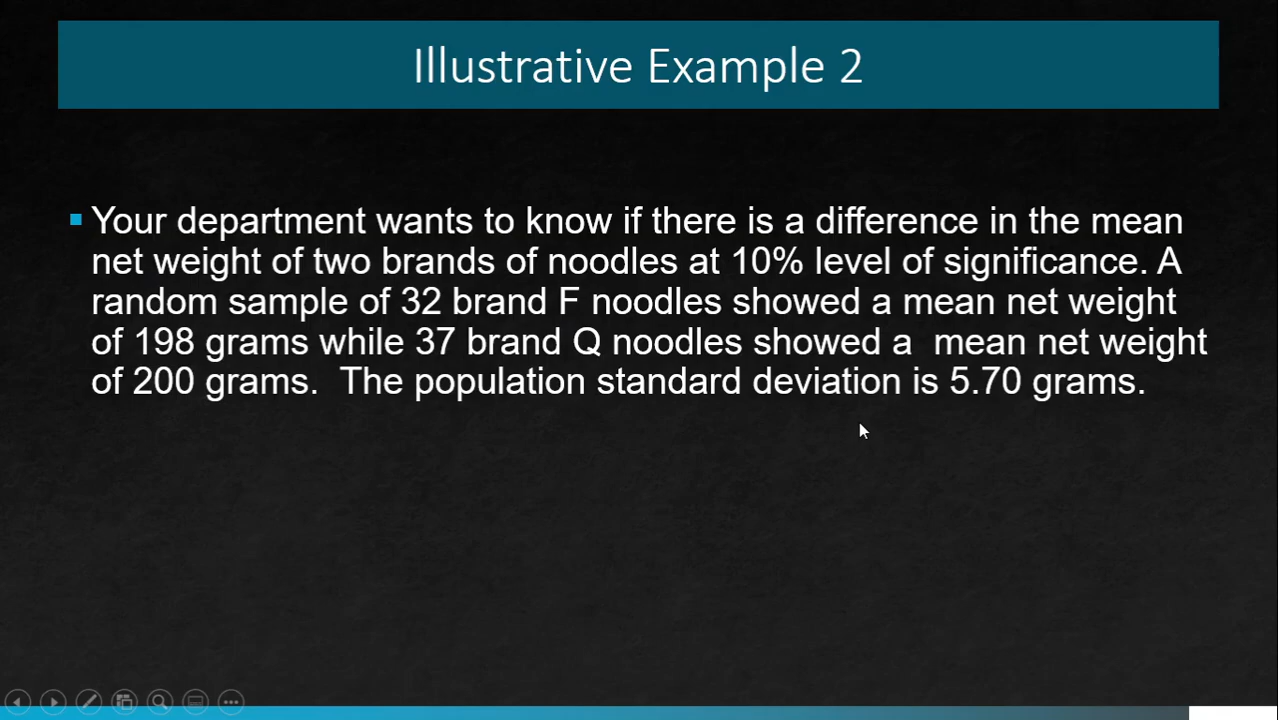 Illustrative Example 2
Your department wants to know if there is a difference in the mean
net weight of two brands of noodles at 10% level of significance. A
random sample of 32 brand F noodles showed a mean net weight
of 198 grams while 37 brand Q noodles showed a  mean net weight
of 200 grams.  The population standard deviation is 5.70 grams.